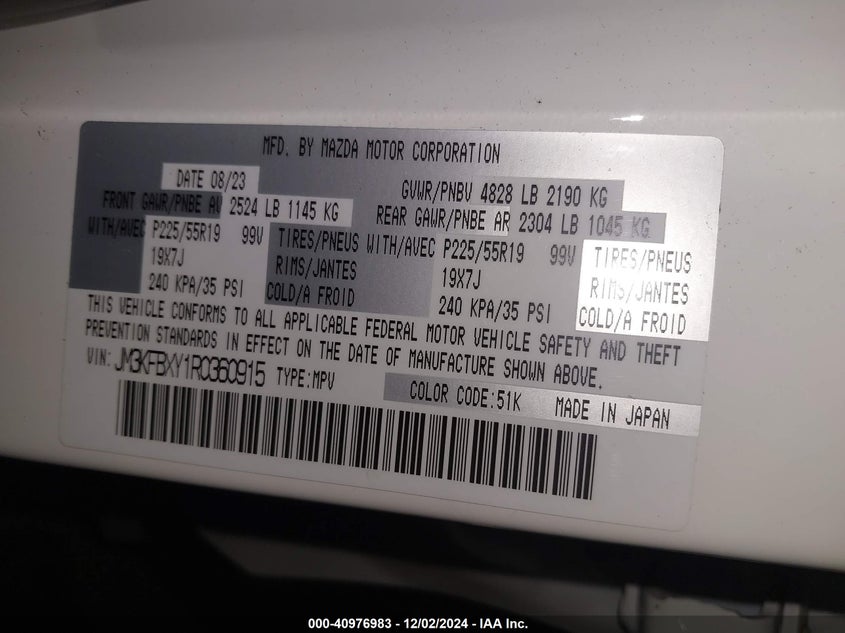 MFD. BY MAZDA MOTOR CORPORATION
DATE 08/23 GVWR/PNBV 4828 LB 2190 KG
FRONT GAWR/PNBE AV 2524 LB 1145 KG REAR GAWR/PNBE AR 2304 LB 1045 KG
WITH/AVEC P225/55R19 99V TIRES/PNEUS WITH/AVEC P225/55R19 99V TIRES/PNEUS
19X7J RIMS/JANTES 19X7J RIMS/JANTES
240 KPA/35 PSI COLD/A FROID 240 KPA/35 PSI COLD/A FROID
THIS VEHICLE CONFORMS TO ALL APPLICABLE FEDERAL MOTOR VEHICLE SAFETY AND THEFT
PREVENTION STANDARDS IN EFFECT ON THE DATE OF MANUFACTURE SHOWN ABOVE.
VIN: JM3KFBXY1R0360915 TYPE:MPV
COLOR CODE:51K MADE IN JAPAN
000-40976983 - 12/02/2024 - IAA Inc.